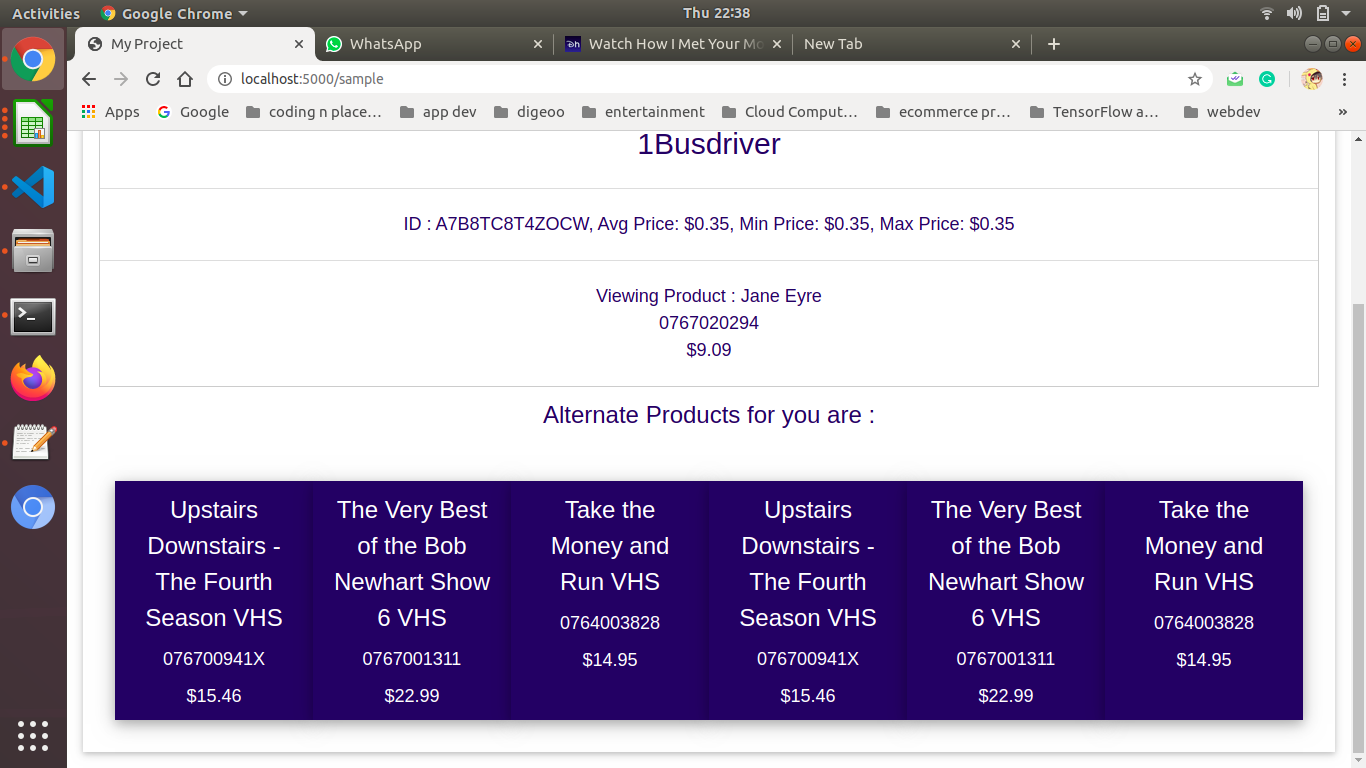 Activities
Google Chrome
Thu 22:38
My Project
WhatsApp
Watch How I Met Your Mo
New Tab
localhost:5000/sample
Apps
Google
coding n place…
app dev
digeoo
entertainment
Cloud Comput…
ecommerce pr…
TensorFlow a…
webdev
»
1Busdriver
ID : A7B8TC8T4ZOCW, Avg Price: $0.35, Min Price: $0.35, Max Price: $0.35
Viewing Product : Jane Eyre
0767020294
$9.09
Alternate Products for you are :
Upstairs
Downstairs -
The Fourth
Season VHS
076700941X
$15.46
The Very Best
of the Bob
Newhart Show
6 VHS
0767001311
$22.99
Take the
Money and
Run VHS
0764003828
$14.95
Upstairs
Downstairs -
The Fourth
Season VHS
076700941X
$15.46
The Very Best
of the Bob
Newhart Show
6 VHS
0767001311
$22.99
Take the
Money and
Run VHS
0764003828
$14.95